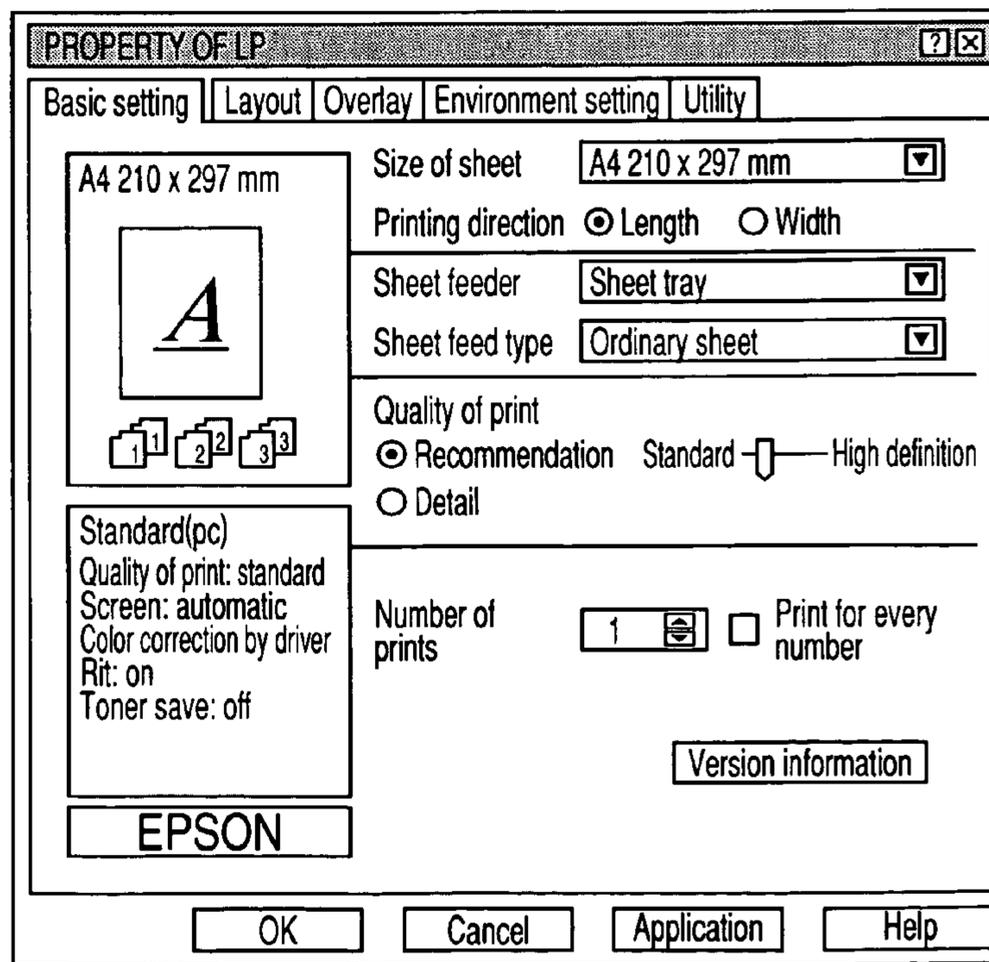 PROPERTY OF LP ? X
Basic setting Layout Overlay Environment setting Utility
A4 210 x 297 mm
A
1 1 2 2 3 3
Size of sheet A4 210 x 297 mm
Printing direction Length Width
Sheet feeder Sheet tray
Sheet feed type Ordinary sheet
Quality of print
Recommendation Standard High definition
Detail
Standard(pc)
Quality of print: standard
Screen: automatic
Color correction by driver
Rit: on
Toner save: off
Number of
prints
1
Print for every
number
Version information
EPSON
OK Cancel Application Help